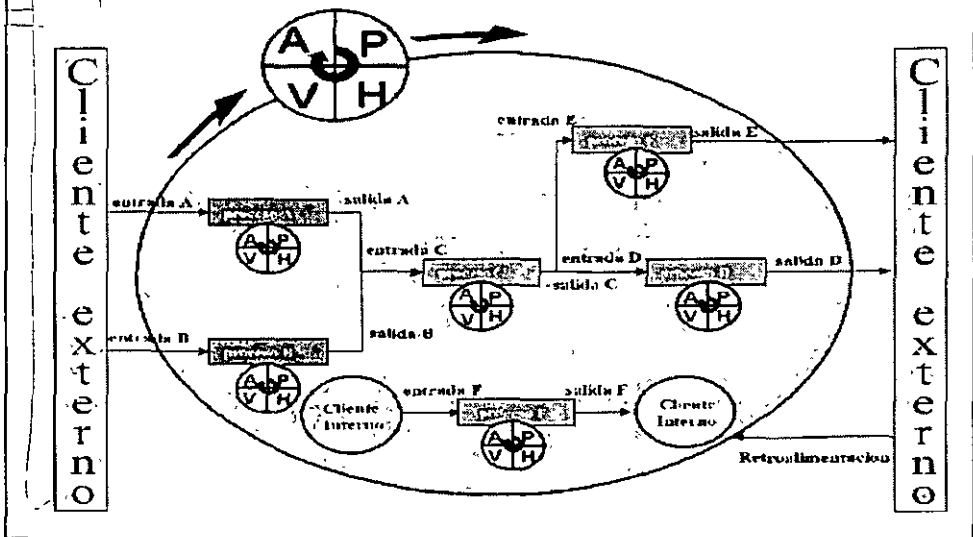 A P
V H
Cliente externo
Cliente externo
entrada E
salida E
A P
V H
entrada A
salida A
A P
V H
entrada C
entrada D
salida D
salida C
A P
V H
A P
V H
entrada B
salida B
A P
V H
entrada F
salida F
Cliente
Interno
Cliente
Interno
A P
V H
Retroalimentacion